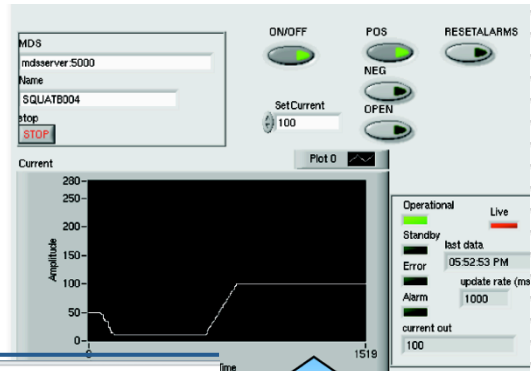 MDS
mdsserver:5000
Name
SQUATB004
stop
STOP
ON/OFF
POS
RESETALARMS
NEG
OPEN
SetCurrent
100
Plot 0
Current
Amplitude
280-
250-
200-
150-
100-
50-
0-
0
1519
Time
Operational
Live
Standby
last data
05:52:53 PM
Error
update rate (ms
1000
Alarm
current out
100